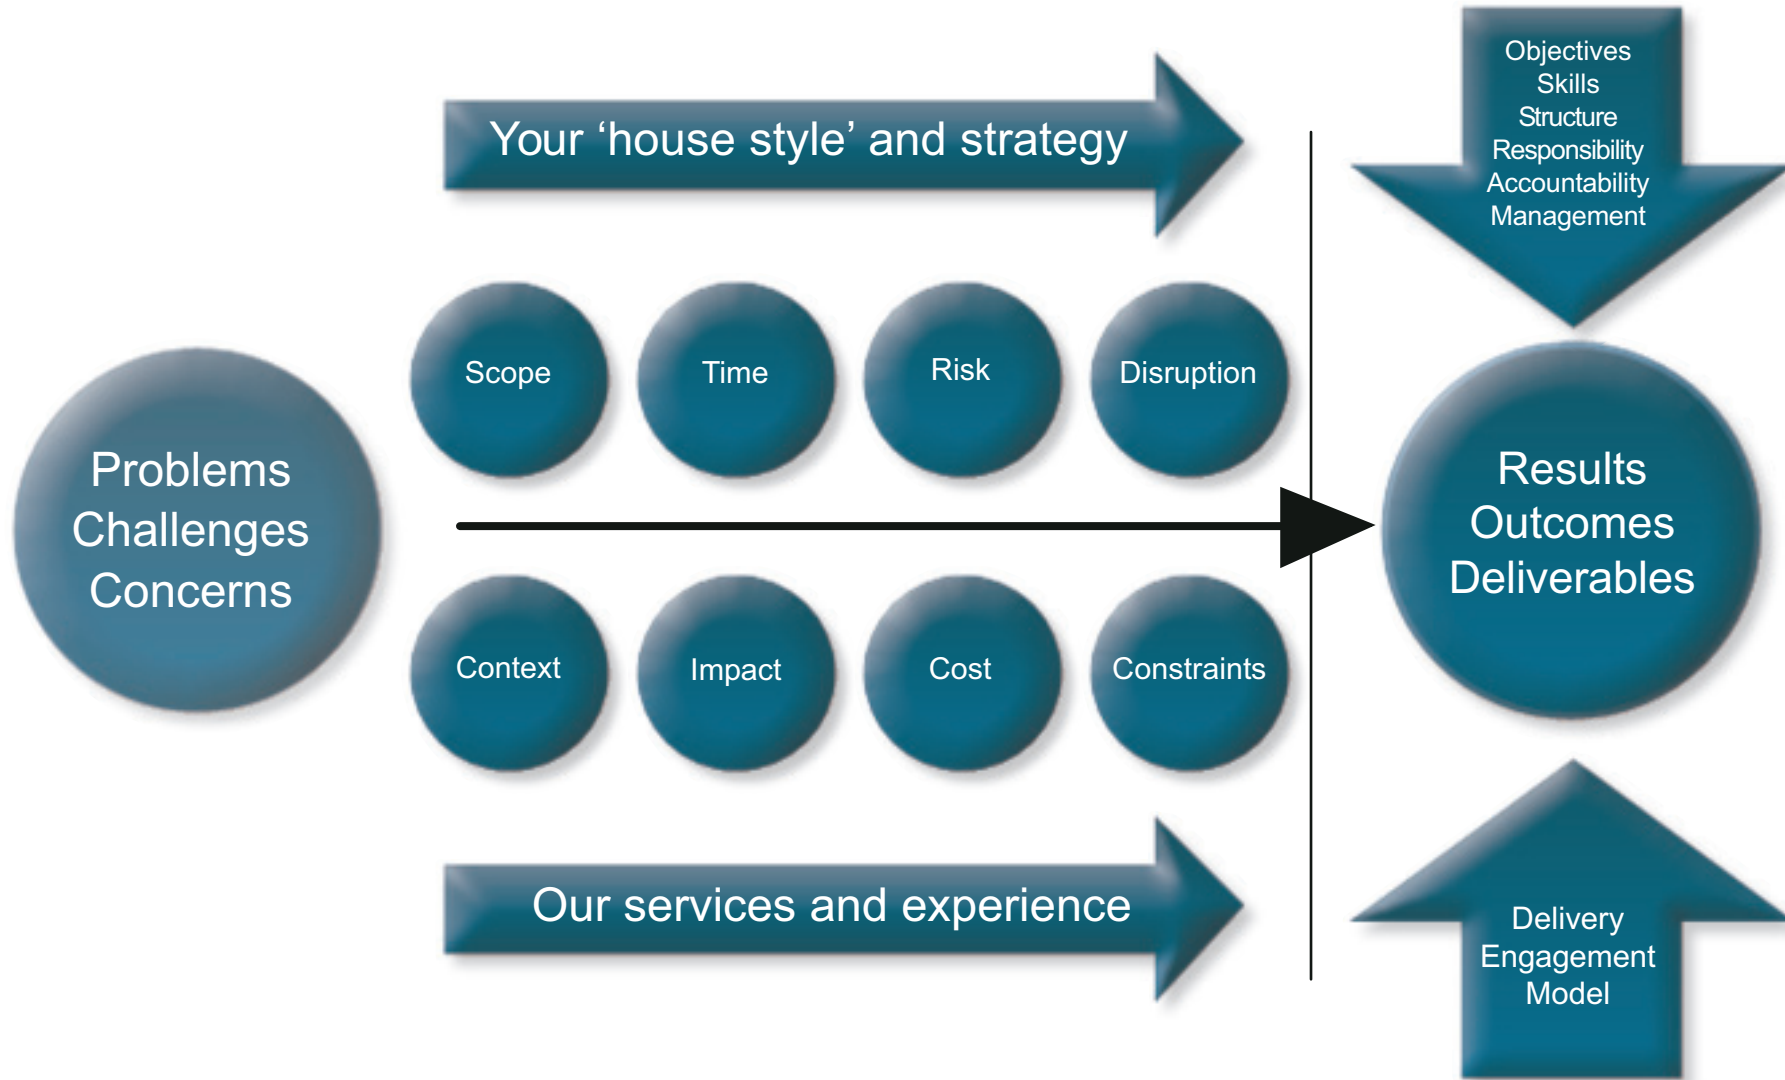 Your ‘house style’ and strategy
Objectives
Skills
Structure
Responsibility
Accountability
Management
Scope
Time
Risk
Disruption
Problems
Challenges
Concerns
Results
Outcomes
Deliverables
Context
Impact
Cost
Constraints
Our services and experience
Delivery
Engagement
Model